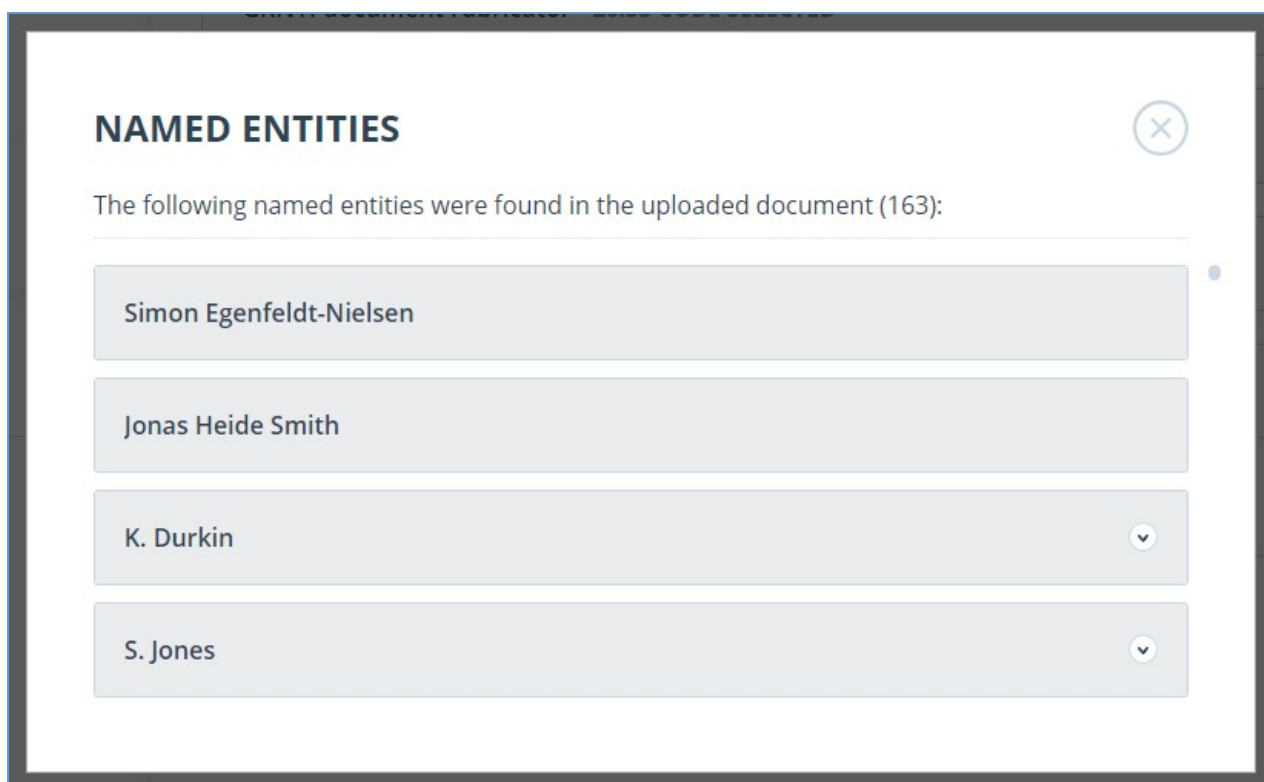 NAMED ENTITIES
The following named entities were found in the uploaded document (163):
Simon Egenfeldt-Nielsen
Jonas Heide Smith
K. Durkin
S. Jones